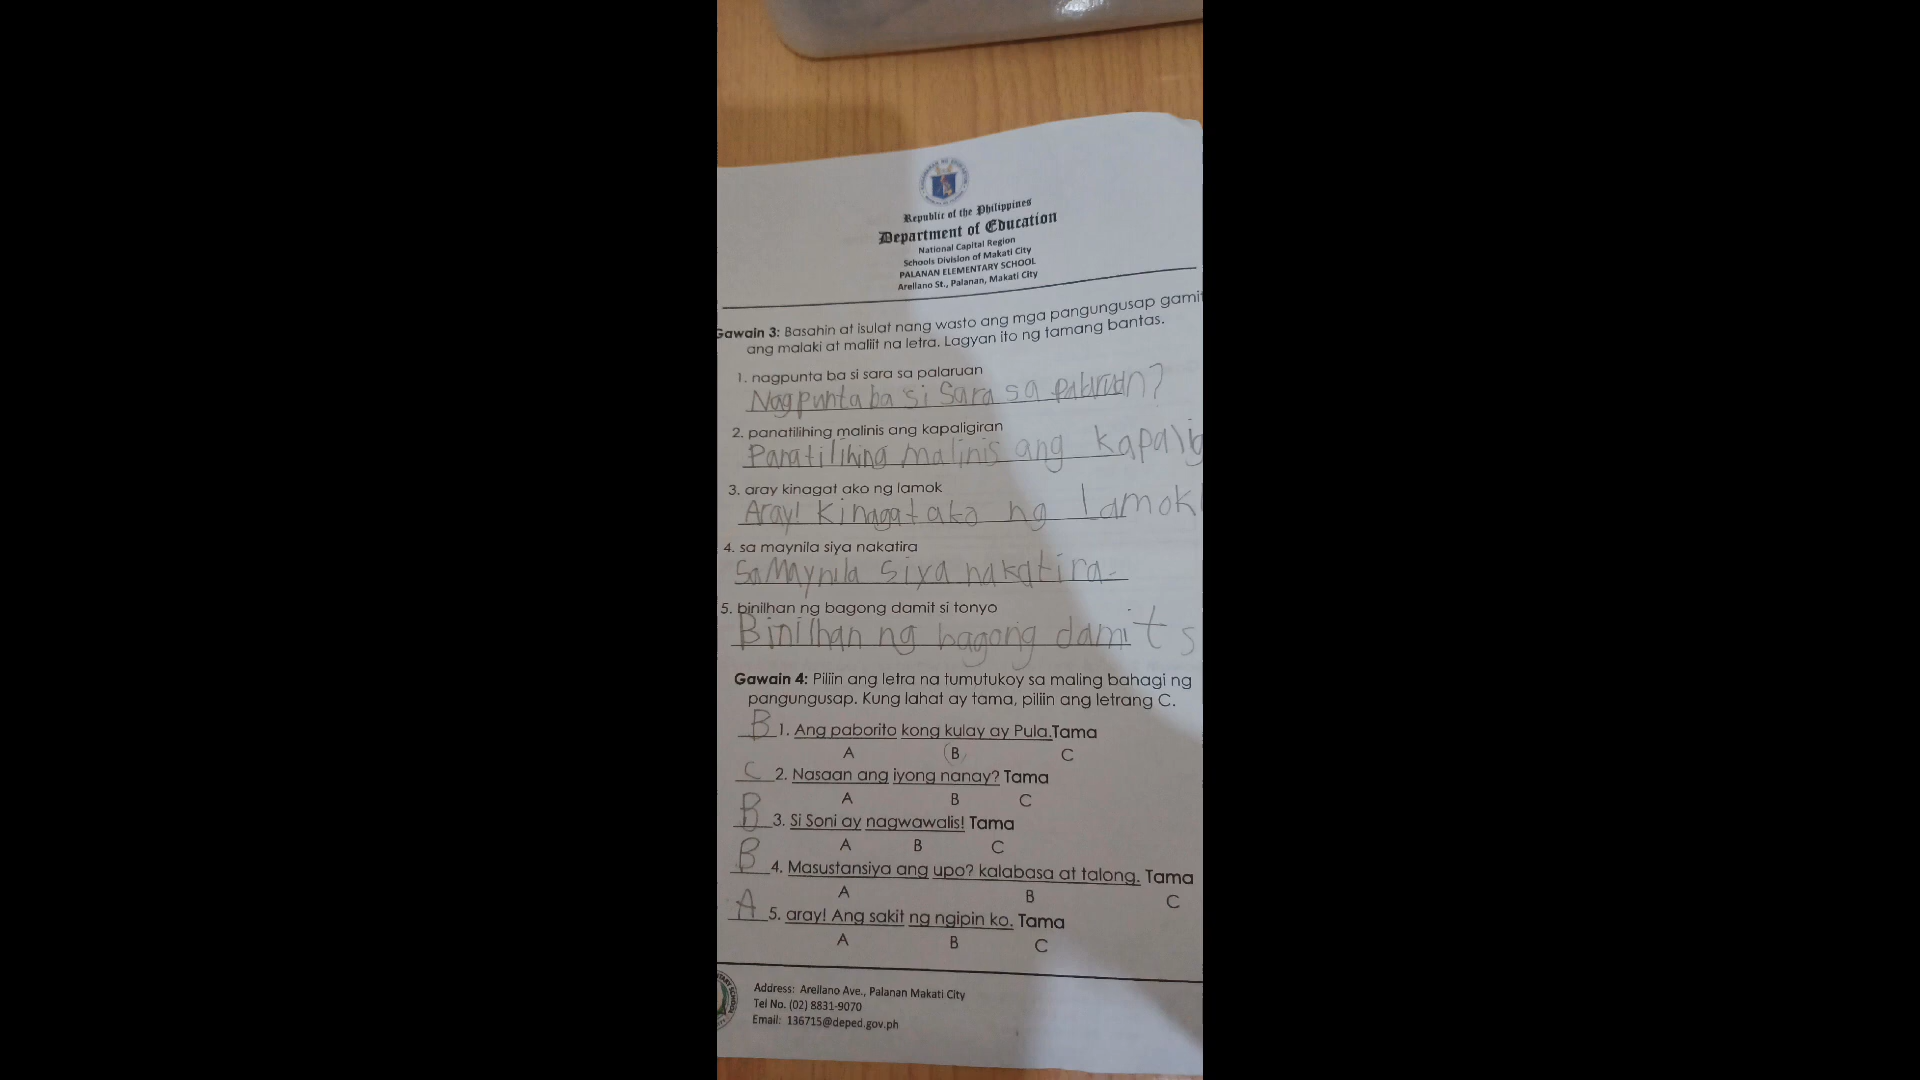 Republic of the Philippines
Department of Education
National Capital Region
Schools Division of Makati City
PALANAN ELEMENTARY SCHOOL
Arellano St., Palanan, Makati City
Gawain 3: Basahin at isulat nang wasto ang mga pangungusap gamit
ang malaki at maliit na letra. Lagyan ito ng tamang bantas.
1. nagpunta ba si sara sa palaruan
Nagpunta ba si Sara sa palaruan?
2. panatilihing malinis ang kapaligiran
Panatilihing malinis ang kapalig
3. aray kinagat ako ng lamok
Aray! Kinagat ako ng lamok
4. sa maynila siya nakatira
Sa Maynila siya nakatira.
5. binilhan ng bagong damit si tonyo
Binilhan ng bagong damit s
Gawain 4: Piliin ang letra na tumutukoy sa maling bahagi ng
pangungusap. Kung lahat ay tama, piliin ang letrang C.
B 1. Ang paborito kong kulay ay Pula.Tama
A B C
C 2. Nasaan ang iyong nanay? Tama
A B C
B 3. Si Soni ay nagwawalis! Tama
A B C
B 4. Masustansiya ang upo? kalabasa at talong. Tama
A B C
A 5. aray! Ang sakit ng ngipin ko. Tama
A B C
Address: Arellano Ave., Palanan Makati City
Tel No. (02) 8831-9070
Email: 136715@deped.gov.ph